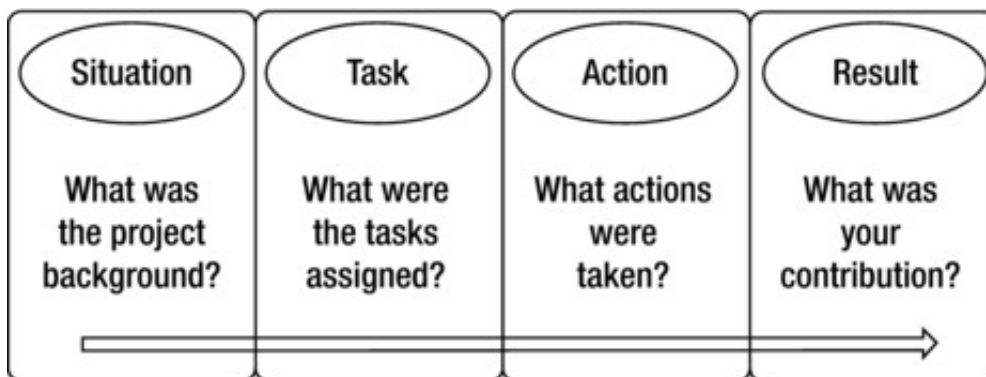 Situation
What was
the project
background?
Task
What were
the tasks
assigned?
Action
What actions
were
taken?
Result
What was
your
contribution?